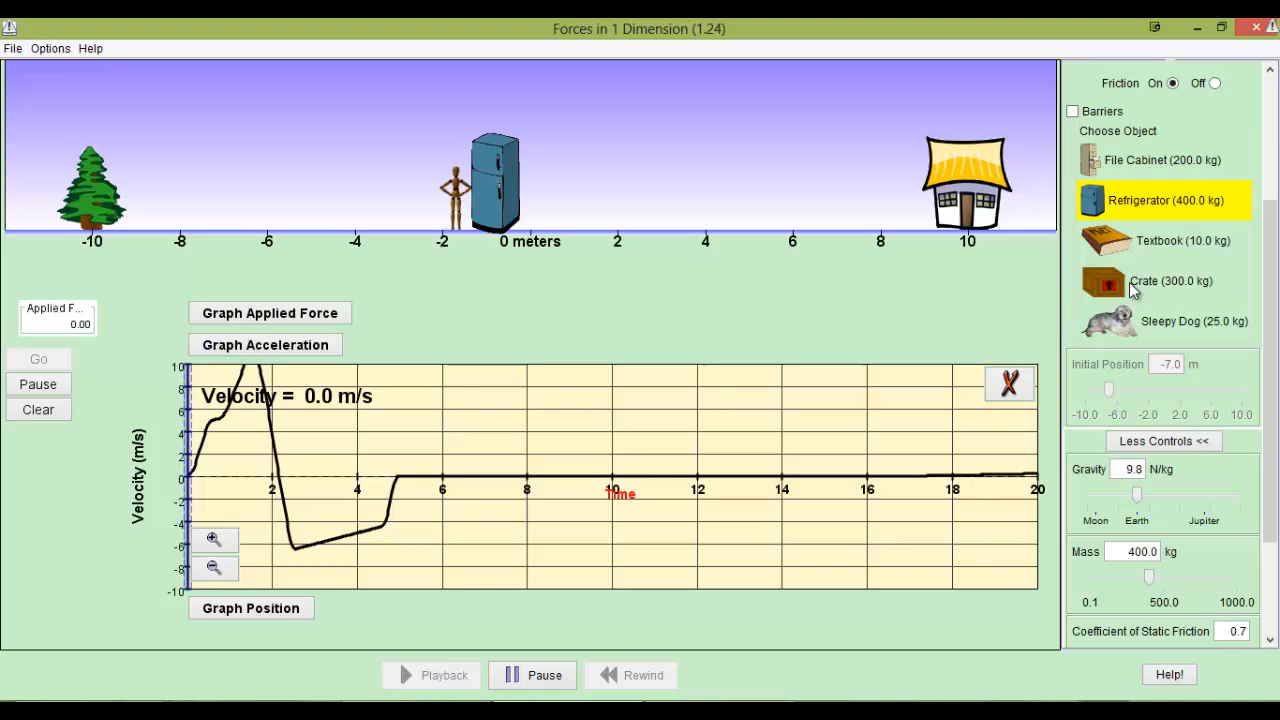 Forces in 1 Dimension (1.24)
File Options Help
Friction On Off
Barriers
Choose Object
File Cabinet (200.0 kg)
Refrigerator (400.0 kg)
Textbook (10.0 kg)
Crate (300.0 kg)
Sleepy Dog (25.0 kg)
-10 -8 -6 -4 -2 0 meters 2 4 6 8 10
Applied F...
0.00
Go
Pause
Clear
Graph Applied Force
Graph Acceleration
Velocity = 0.0 m/s
X
Velocity (m/s)
10
8
6
4
2
0
-2
-4
-6
-8
-10
2 4 6 8 10 12 14 16 18 20
Time
Graph Position
Initial Position -7.0 m
-10.0 -6.0 -2.0 2.0 6.0 10.0
Less Controls <<
Gravity 9.8 N/kg
Moon Earth Jupiter
Mass 400.0 kg
0.1 500.0 1000.0
Coefficient of Static Friction 0.7
Playback Pause Rewind
Help!